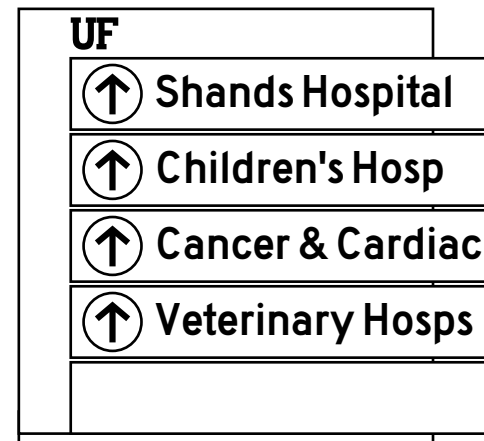 UF
Shands Hospital
Children's Hosp
Cancer & Cardiac
Veterinary Hosps